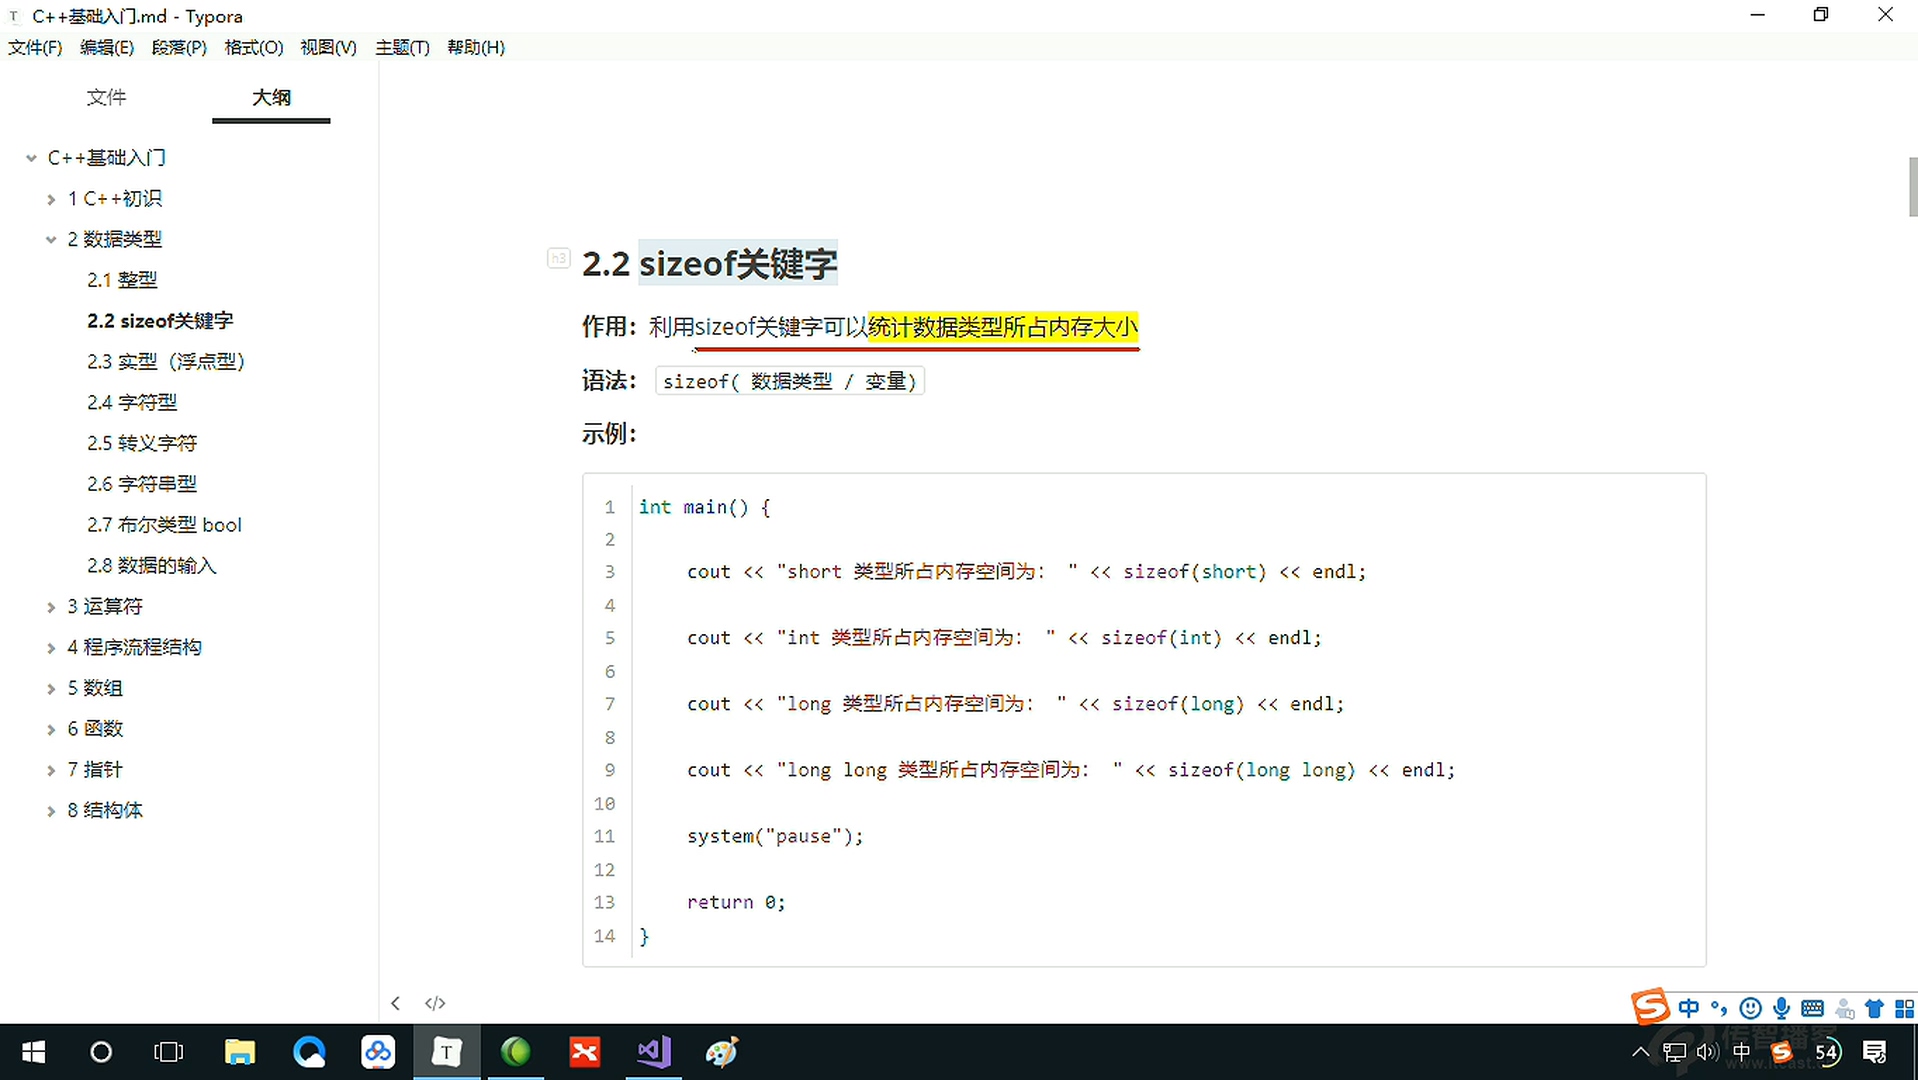 C++基础入门.md - Typora
文件(F) 编辑(E) 段落(P) 格式(O) 视图(V) 主题(T) 帮助(H)
文件 大纲
C++基础入门
1 C++初识
2 数据类型
2.1 整型
2.2 sizeof关键字
2.3 实型（浮点型）
2.4 字符型
2.5 转义字符
2.6 字符串型
2.7 布尔类型 bool
2.8 数据的输入
3 运算符
4 程序流程结构
5 数组
6 函数
7 指针
8 结构体
h3 2.2 sizeof关键字
作用：利用sizeof关键字可以统计数据类型所占内存大小
语法： sizeof( 数据类型 / 变量)
示例：
1 int main() {
2
3 cout << "short 类型所占内存空间为： " << sizeof(short) << endl;
4
5 cout << "int 类型所占内存空间为： " << sizeof(int) << endl;
6
7 cout << "long 类型所占内存空间为： " << sizeof(long) << endl;
8
9 cout << "long long 类型所占内存空间为： " << sizeof(long long) << endl;
10
11 system("pause");
12
13 return 0;
14 }
</>
中
中 54
传智播客